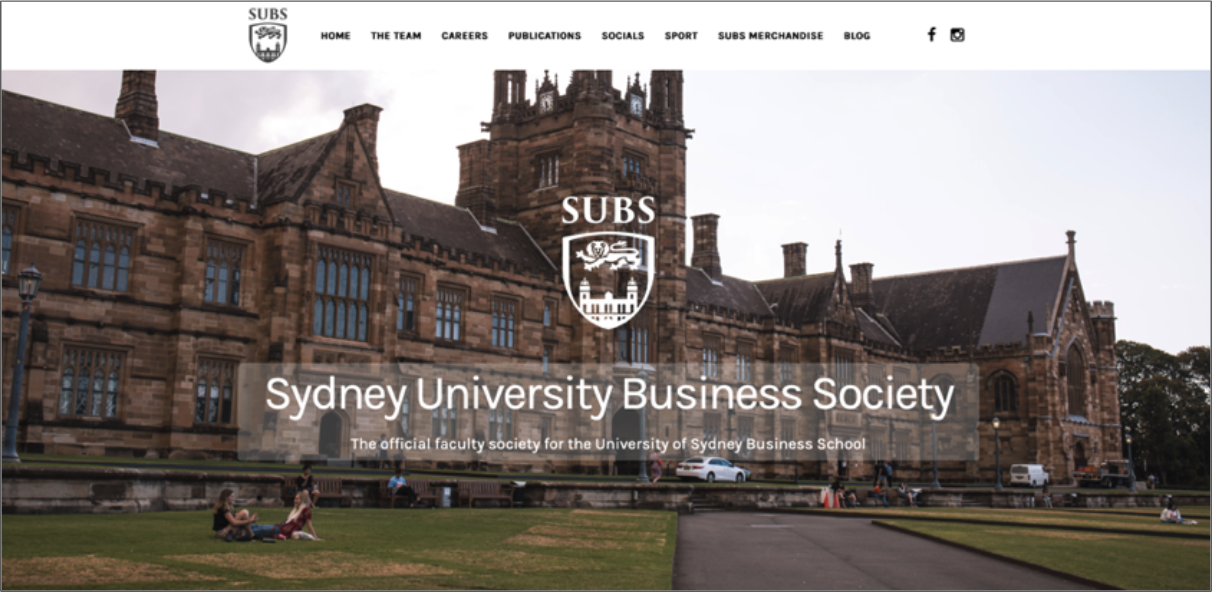 SUBS
HOME THE TEAM CAREERS PUBLICATIONS SOCIALS SPORT SUBS MERCHANDISE BLOG
SUBS
Sydney University Business Society
The official faculty society for the University of Sydney Business School